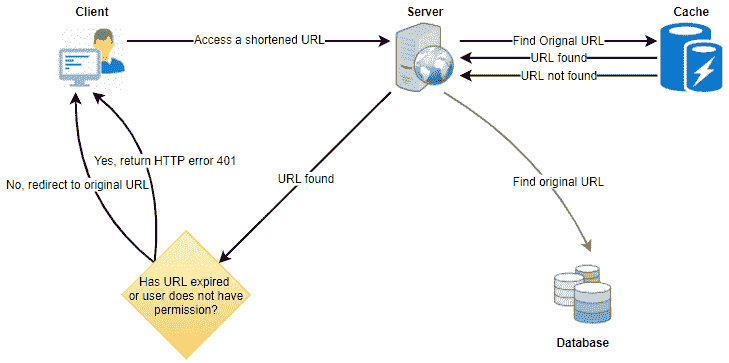 Client
Server
Cache
Access a shortened URL
Find Orignal URL
URL found
URL not found
Yes, return HTTP error 401
No, redirect to original URL
URL found
Find original URL
Has URL expired
or user does not have
permission?
Database